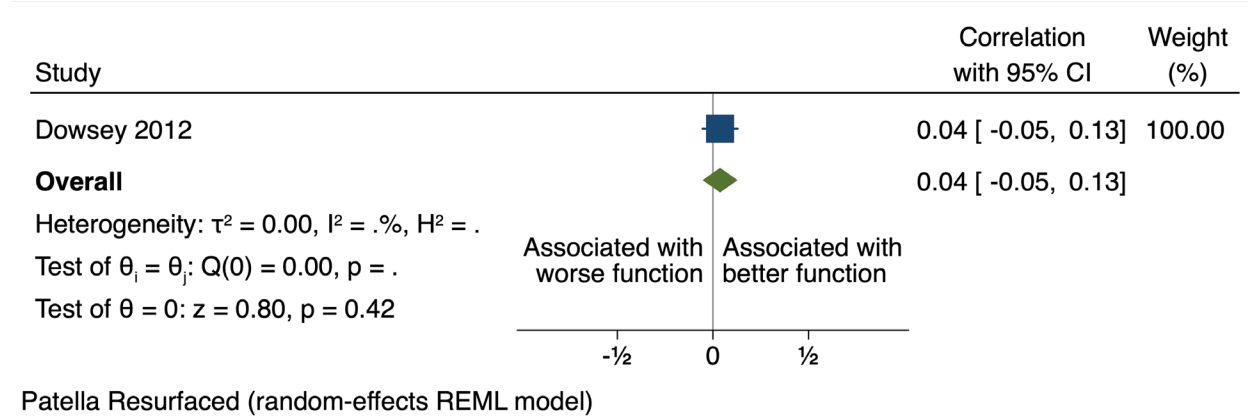 Correlation Weight
Study with 95% CI (%)
Dowsey 2012 0.04 [ -0.05, 0.13] 100.00
Overall 0.04 [ -0.05, 0.13]
Heterogeneity: τ² = 0.00, I² = .%, H² = .
Test of θᵢ = θⱼ: Q(0) = 0.00, p = .
Test of θ = 0: z = 0.80, p = 0.42
Associated with Associated with
worse function better function
-½ 0 ½
Patella Resurfaced (random-effects REML model)